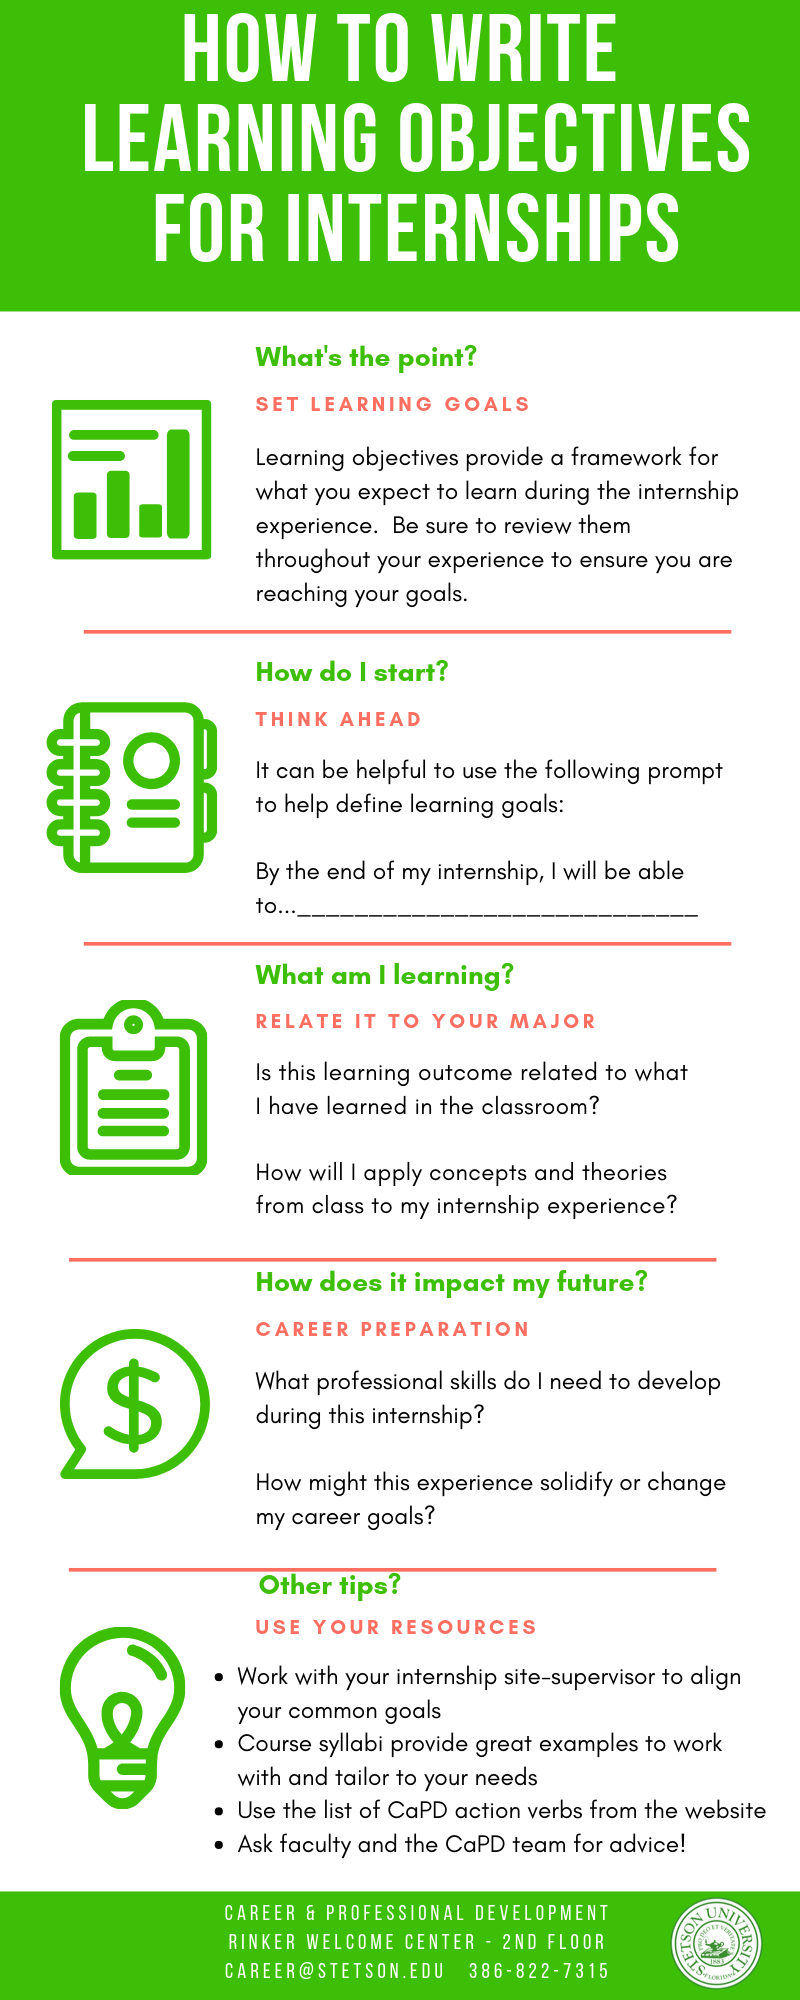 HOW TO WRITE
LEARNING OBJECTIVES
FOR INTERNSHIPS
What's the point?
SET LEARNING GOALS
Learning objectives provide a framework for
what you expect to learn during the internship
experience.  Be sure to review them
throughout your experience to ensure you are
reaching your goals.
How do I start?
THINK AHEAD
It can be helpful to use the following prompt
to help define learning goals:
By the end of my internship, I will be able
to...____________________________
What am I learning?
RELATE IT TO YOUR MAJOR
Is this learning outcome related to what
I have learned in the classroom?
How will I apply concepts and theories
from class to my internship experience?
How does it impact my future?
CAREER PREPARATION
What professional skills do I need to develop
during this internship?
How might this experience solidify or change
my career goals?
Other tips?
USE YOUR RESOURCES
• Work with your internship site-supervisor to align
your common goals
• Course syllabi provide great examples to work
with and tailor to your needs
• Use the list of CaPD action verbs from the website
• Ask faculty and the CaPD team for advice!
CAREER & PROFESSIONAL DEVELOPMENT
RINKER WELCOME CENTER - 2ND FLOOR
CAREER@STETSON.EDU 386-822-7315
STETSON UNIVERSITY
FLORIDA
1883